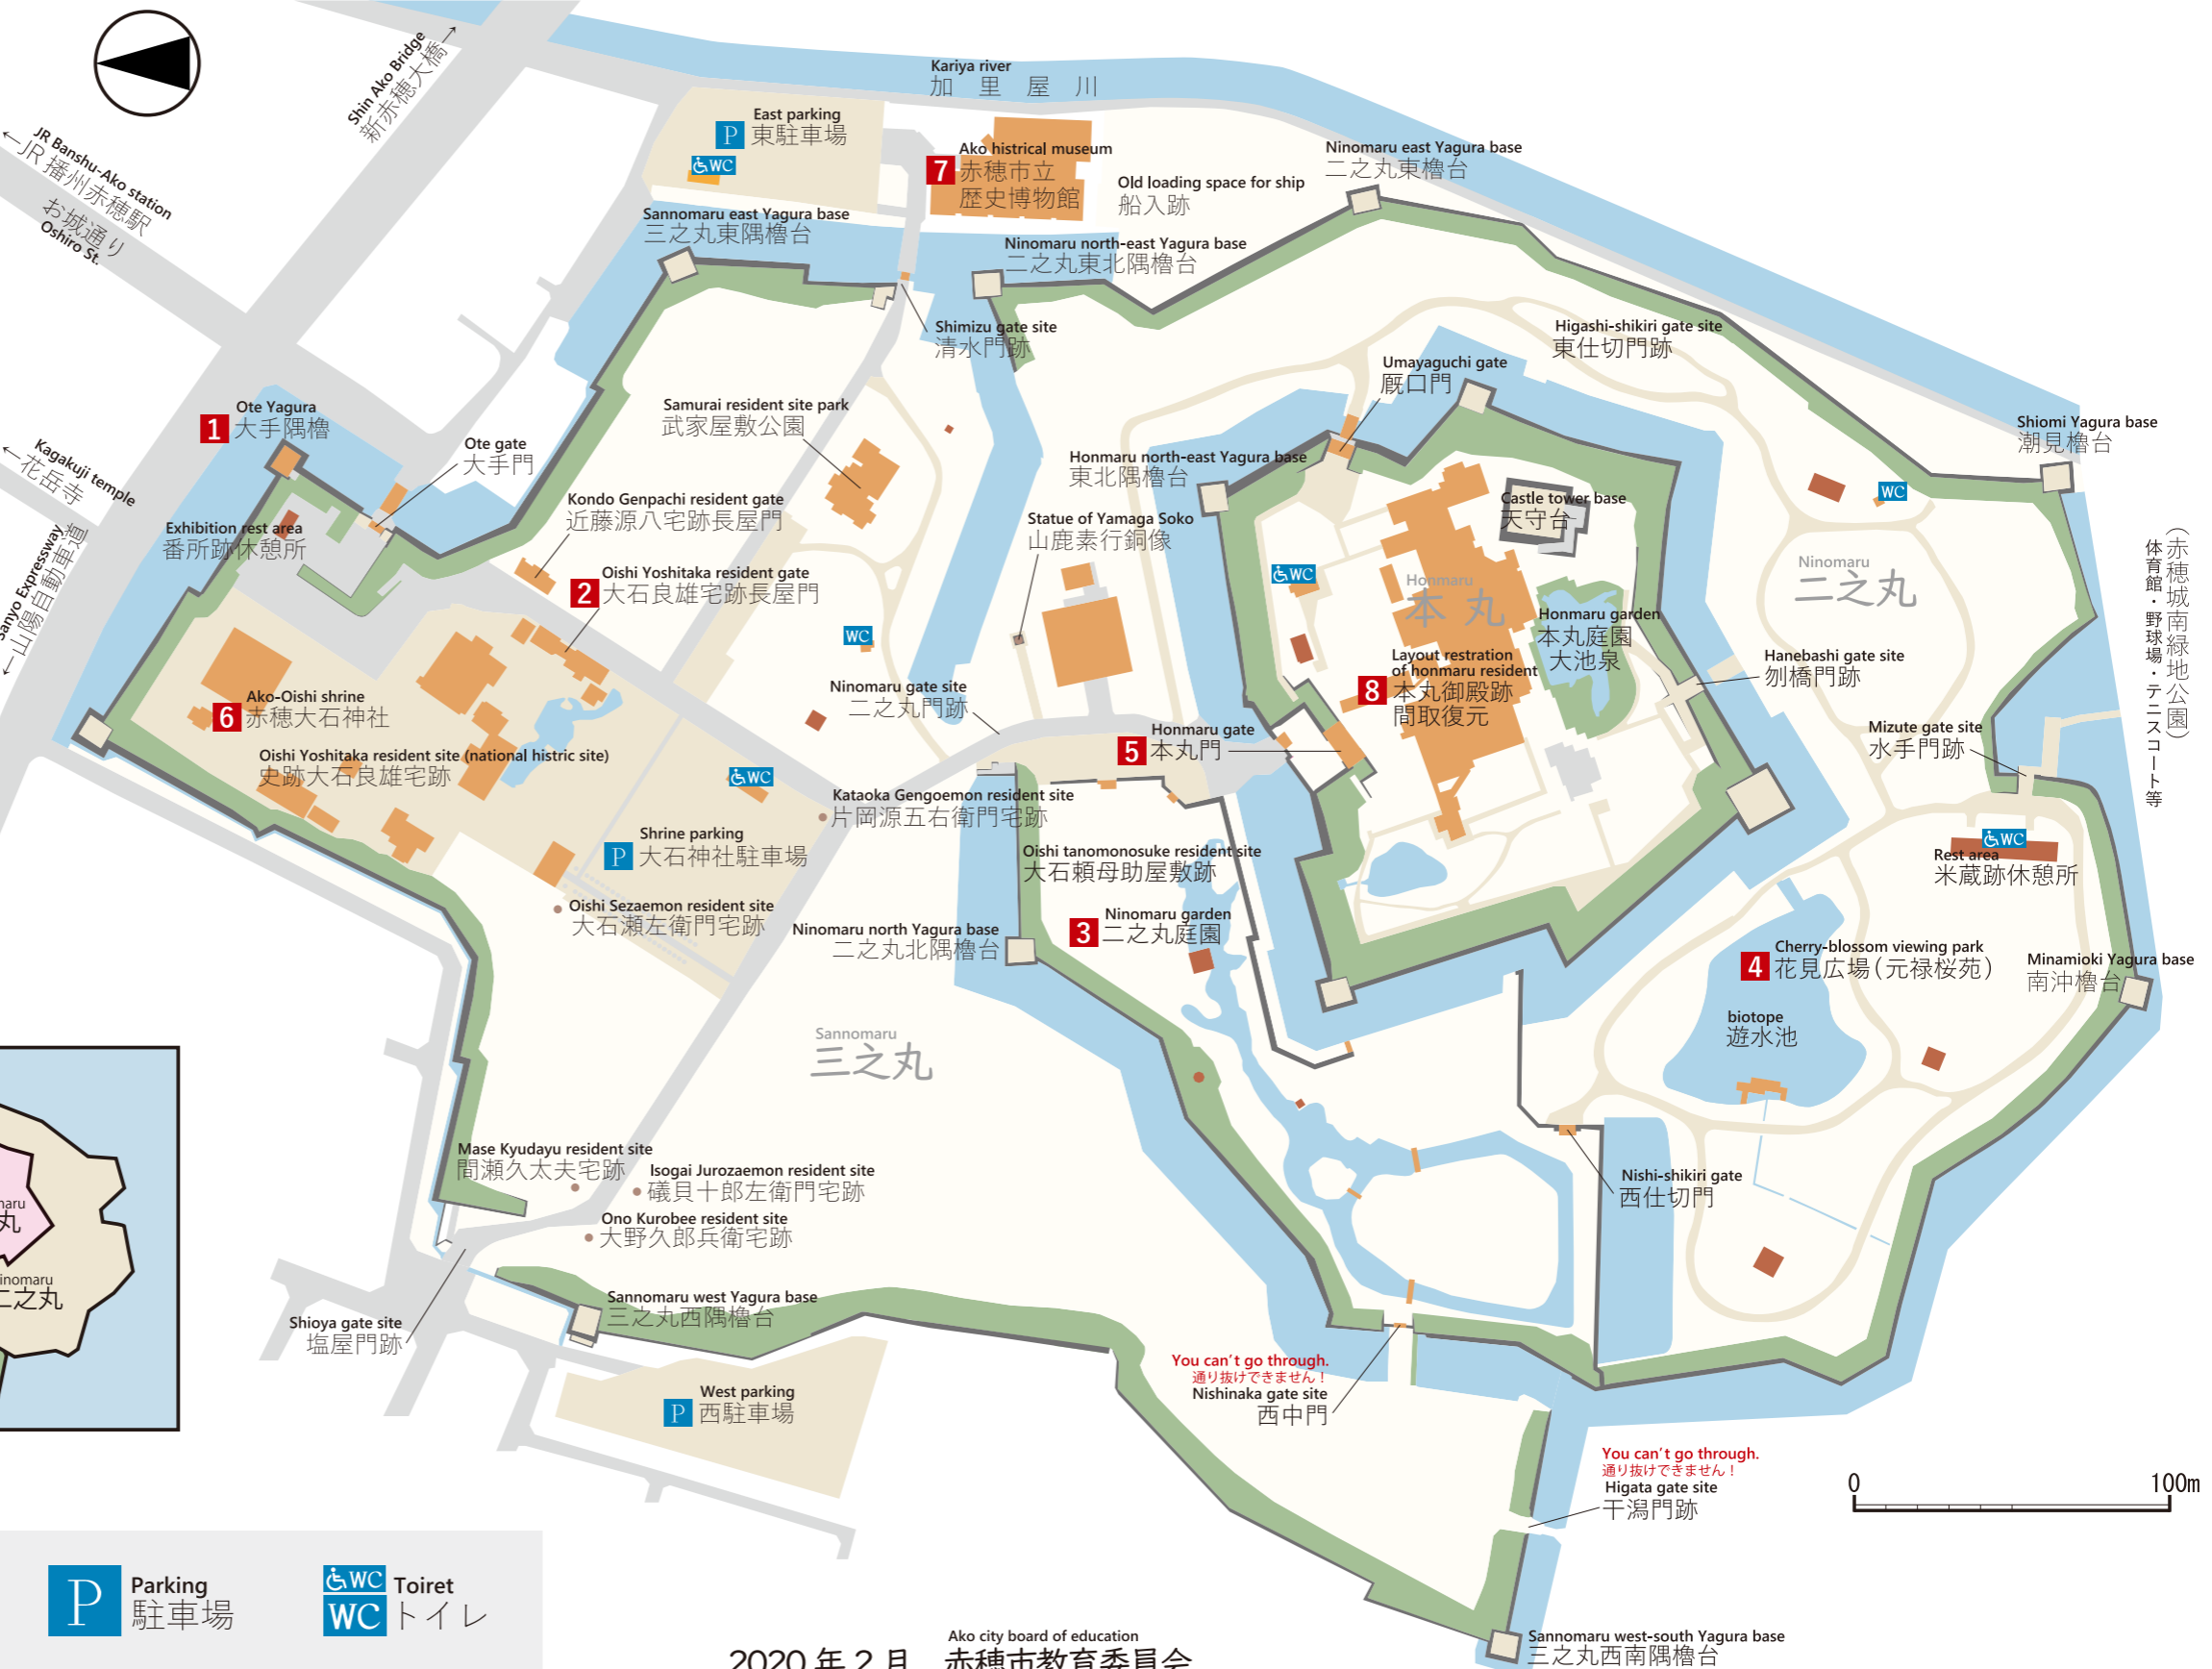 Shin Ako Bridge →
新赤穂大橋
JR Banshu-Ako station
←JR 播州赤穂駅
お城通り
Oshiro St.
Kagakuji temple
←花岳寺
Sanyo Expressway
←山陽自動車道
Kariya river
加里屋川
East parking
P 東駐車場
WC
7
Ako histrical museum
赤穂市立
歴史博物館
Old loading space for ship
船入跡
Ninomaru east Yagura base
二之丸東櫓台
Sannomaru east Yagura base
三之丸東隅櫓台
Ninomaru north-east Yagura base
二之丸東北隅櫓台
Shimizu gate site
清水門跡
Higashi-shikiri gate site
東仕切門跡
Umayaguchi gate
厩口門
1
Ote Yagura
大手隅櫓
Ote gate
大手門
Samurai resident site park
武家屋敷公園
Shiomi Yagura base
潮見櫓台
Honmaru north-east Yagura base
東北隅櫓台
Castle tower base
天守台
WC
Kondo Genpachi resident gate
近藤源八宅跡長屋門
Statue of Yamaga Soko
山鹿素行銅像
Exhibition rest area
番所跡休憩所
2
Oishi Yoshitaka resident gate
大石良雄宅跡長屋門
WC
WC
Honmaru
本丸
Ninomaru
二之丸
(赤穂城南緑地公園)
体育館・野球場・テニスコート等
Honmaru garden
本丸庭園
大池泉
8
Layout restration
of honmaru resident
本丸御殿跡
間取復元
Hanebashi gate site
刎橋門跡
Ninomaru gate site
二之丸門跡
6
Ako-Oishi shrine
赤穂大石神社
5
Honmaru gate
本丸門
Mizute gate site
水手門跡
Oishi Yoshitaka resident site (national histric site)
史跡大石良雄宅跡
WC
Kataoka Gengoemon resident site
片岡源五右衛門宅跡
Shrine parking
P 大石神社駐車場
Oishi tanomonosuke resident site
大石頼母助屋敷跡
WC
Rest area
米蔵跡休憩所
Oishi Sezaemon resident site
大石瀬左衛門宅跡
3
Ninomaru garden
二之丸庭園
Ninomaru north Yagura base
二之丸北隅櫓台
4
Cherry-blossom viewing park
花見広場(元禄桜苑)
Minamioki Yagura base
南沖櫓台
biotope
遊水池
Sannomaru
三之丸
Mase Kyudayu resident site
間瀬久太夫宅跡
Isogai Jurozaemon resident site
礒貝十郎左衛門宅跡
Nishi-shikiri gate
西仕切門
Ono Kurobee resident site
大野久郎兵衛宅跡
maru
丸
inomaru
二之丸
Sannomaru west Yagura base
三之丸西隅櫓台
Shioya gate site
塩屋門跡
You can't go through.
通り抜けできません！
Nishinaka gate site
西中門
West parking
P 西駐車場
You can't go through.
通り抜けできません！
Higata gate site
干潟門跡
0 100m
P
Parking
駐車場
WC
WC
Toiret
トイレ
Sannomaru west-south Yagura base
三之丸西南隅櫓台
Ako city board of education
2020年2月 赤穂市教育委員会